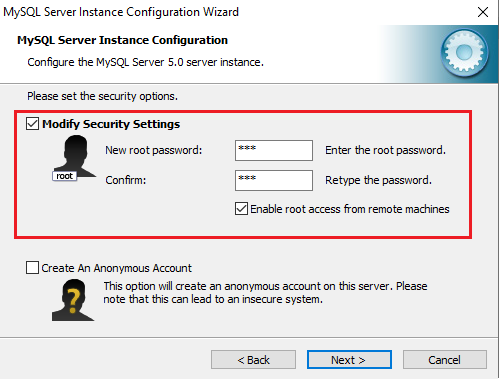 MySQL Server Instance Configuration Wizard
MySQL Server Instance Configuration
Configure the MySQL Server 5.0 server instance.
Please set the security options.
Modify Security Settings
New root password: *** Enter the root password.
root
Confirm: *** Retype the password.
Enable root access from remote machines
Create An Anonymous Account
This option will create an anonymous account on this server. Please
note that this can lead to an insecure system.
?
< Back Next > Cancel